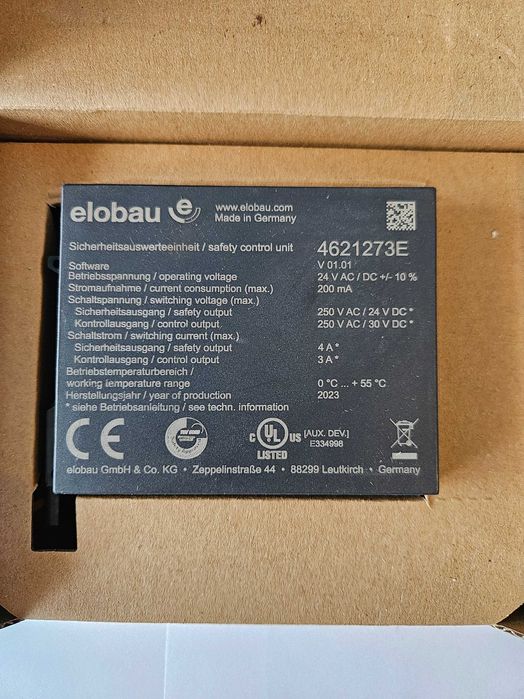 elobau e www.elobau.com
Made in Germany
Sicherheitsauswerteeinheit / safety control unit 4621273E
Software V 01.01
Betriebsspannung / operating voltage 24 V AC / DC +/- 10 %
Stromaufnahme / current consumption (max.) 200 mA
Schaltspannung / switching voltage (max.)
Sicherheitsausgang / safety output 250 V AC / 24 V DC *
Kontrollausgang / control output 250 V AC / 30 V DC *
Schaltstrom / switching current (max.)
Sicherheitsausgang / safety output 4 A *
Kontrollausgang / control output 3 A *
Betriebstemperaturbereich /
working temperature range 0 °C ... + 55 °C
Herstellungsjahr / year of production 2023
* siehe Betriebsanleitung / see techn. information
CE
C UL US
LISTED
[AUX. DEV.]
E334998
elobau GmbH & Co. KG • Zeppelinstraße 44 • 88299 Leutkirch • Germany